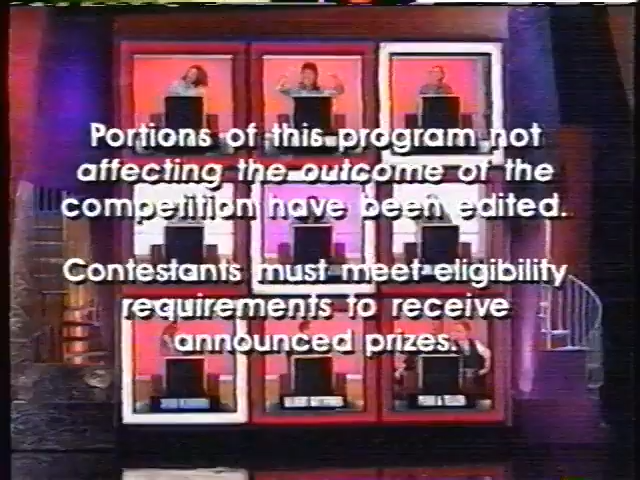 Portions of this program not
affecting the outcome of the
competition have been edited.
Contestants must meet eligibility
requirements to receive
announced prizes.